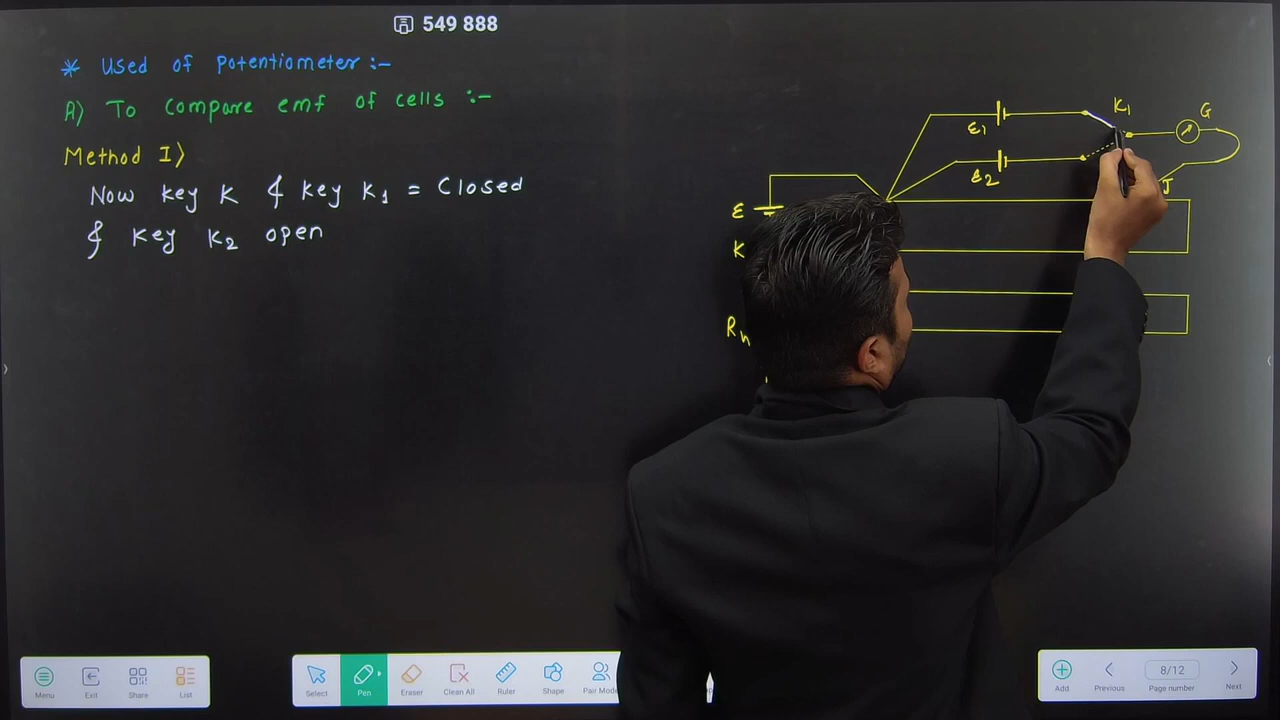 549 888
* Used of Potentiometer :-
A) To compare emf of cells :-
Method I)
Now key K & key K1 = Closed
& key K2 open
K1
G
ε1
ε2
J
ε
K
Rh
Menu
Exit
Share
List
Select
Pen
Eraser
Clean All
Ruler
Shape
Pair Mode
Add
Previous
8/12
Page number
Next